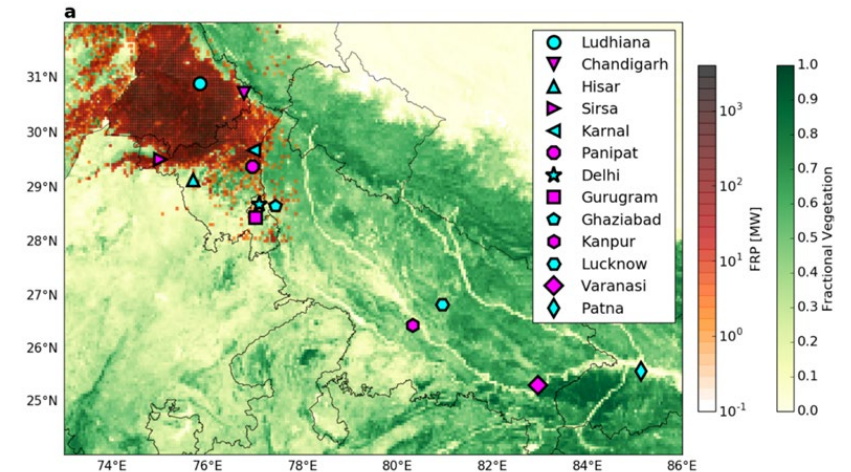 a
31°N
30°N
29°N
28°N
27°N
26°N
25°N
74°E
76°E
78°E
80°E
82°E
84°E
86°E
Ludhiana
Chandigarh
Hisar
Sirsa
Karnal
Panipat
Delhi
Gurugram
Ghaziabad
Kanpur
Lucknow
Varanasi
Patna
10³
10²
10¹
10⁰
10⁻¹
FRP [MW]
1.0
0.9
0.8
0.7
0.6
0.5
0.4
0.3
0.2
0.1
0.0
Fractional Vegetation